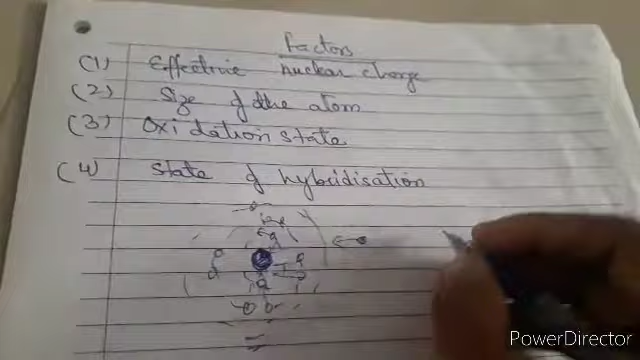 Factors
(1) Effective nuclear charge
(2) Size of the atom
(3) Oxidation state
(4) State of hybridisation
PowerDirector